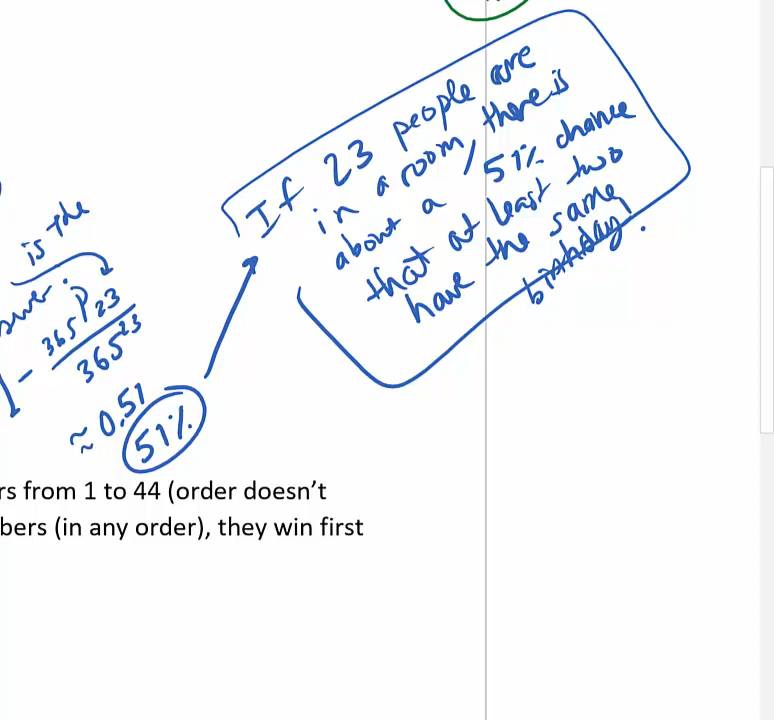 is the
1 - 365P23
365^23
≈ 0.51
51%
If 23 people are
in a room, there is
about a 51% chance
that at least two
have the same
birthday.
rs from 1 to 44 (order doesn’t
bers (in any order), they win first